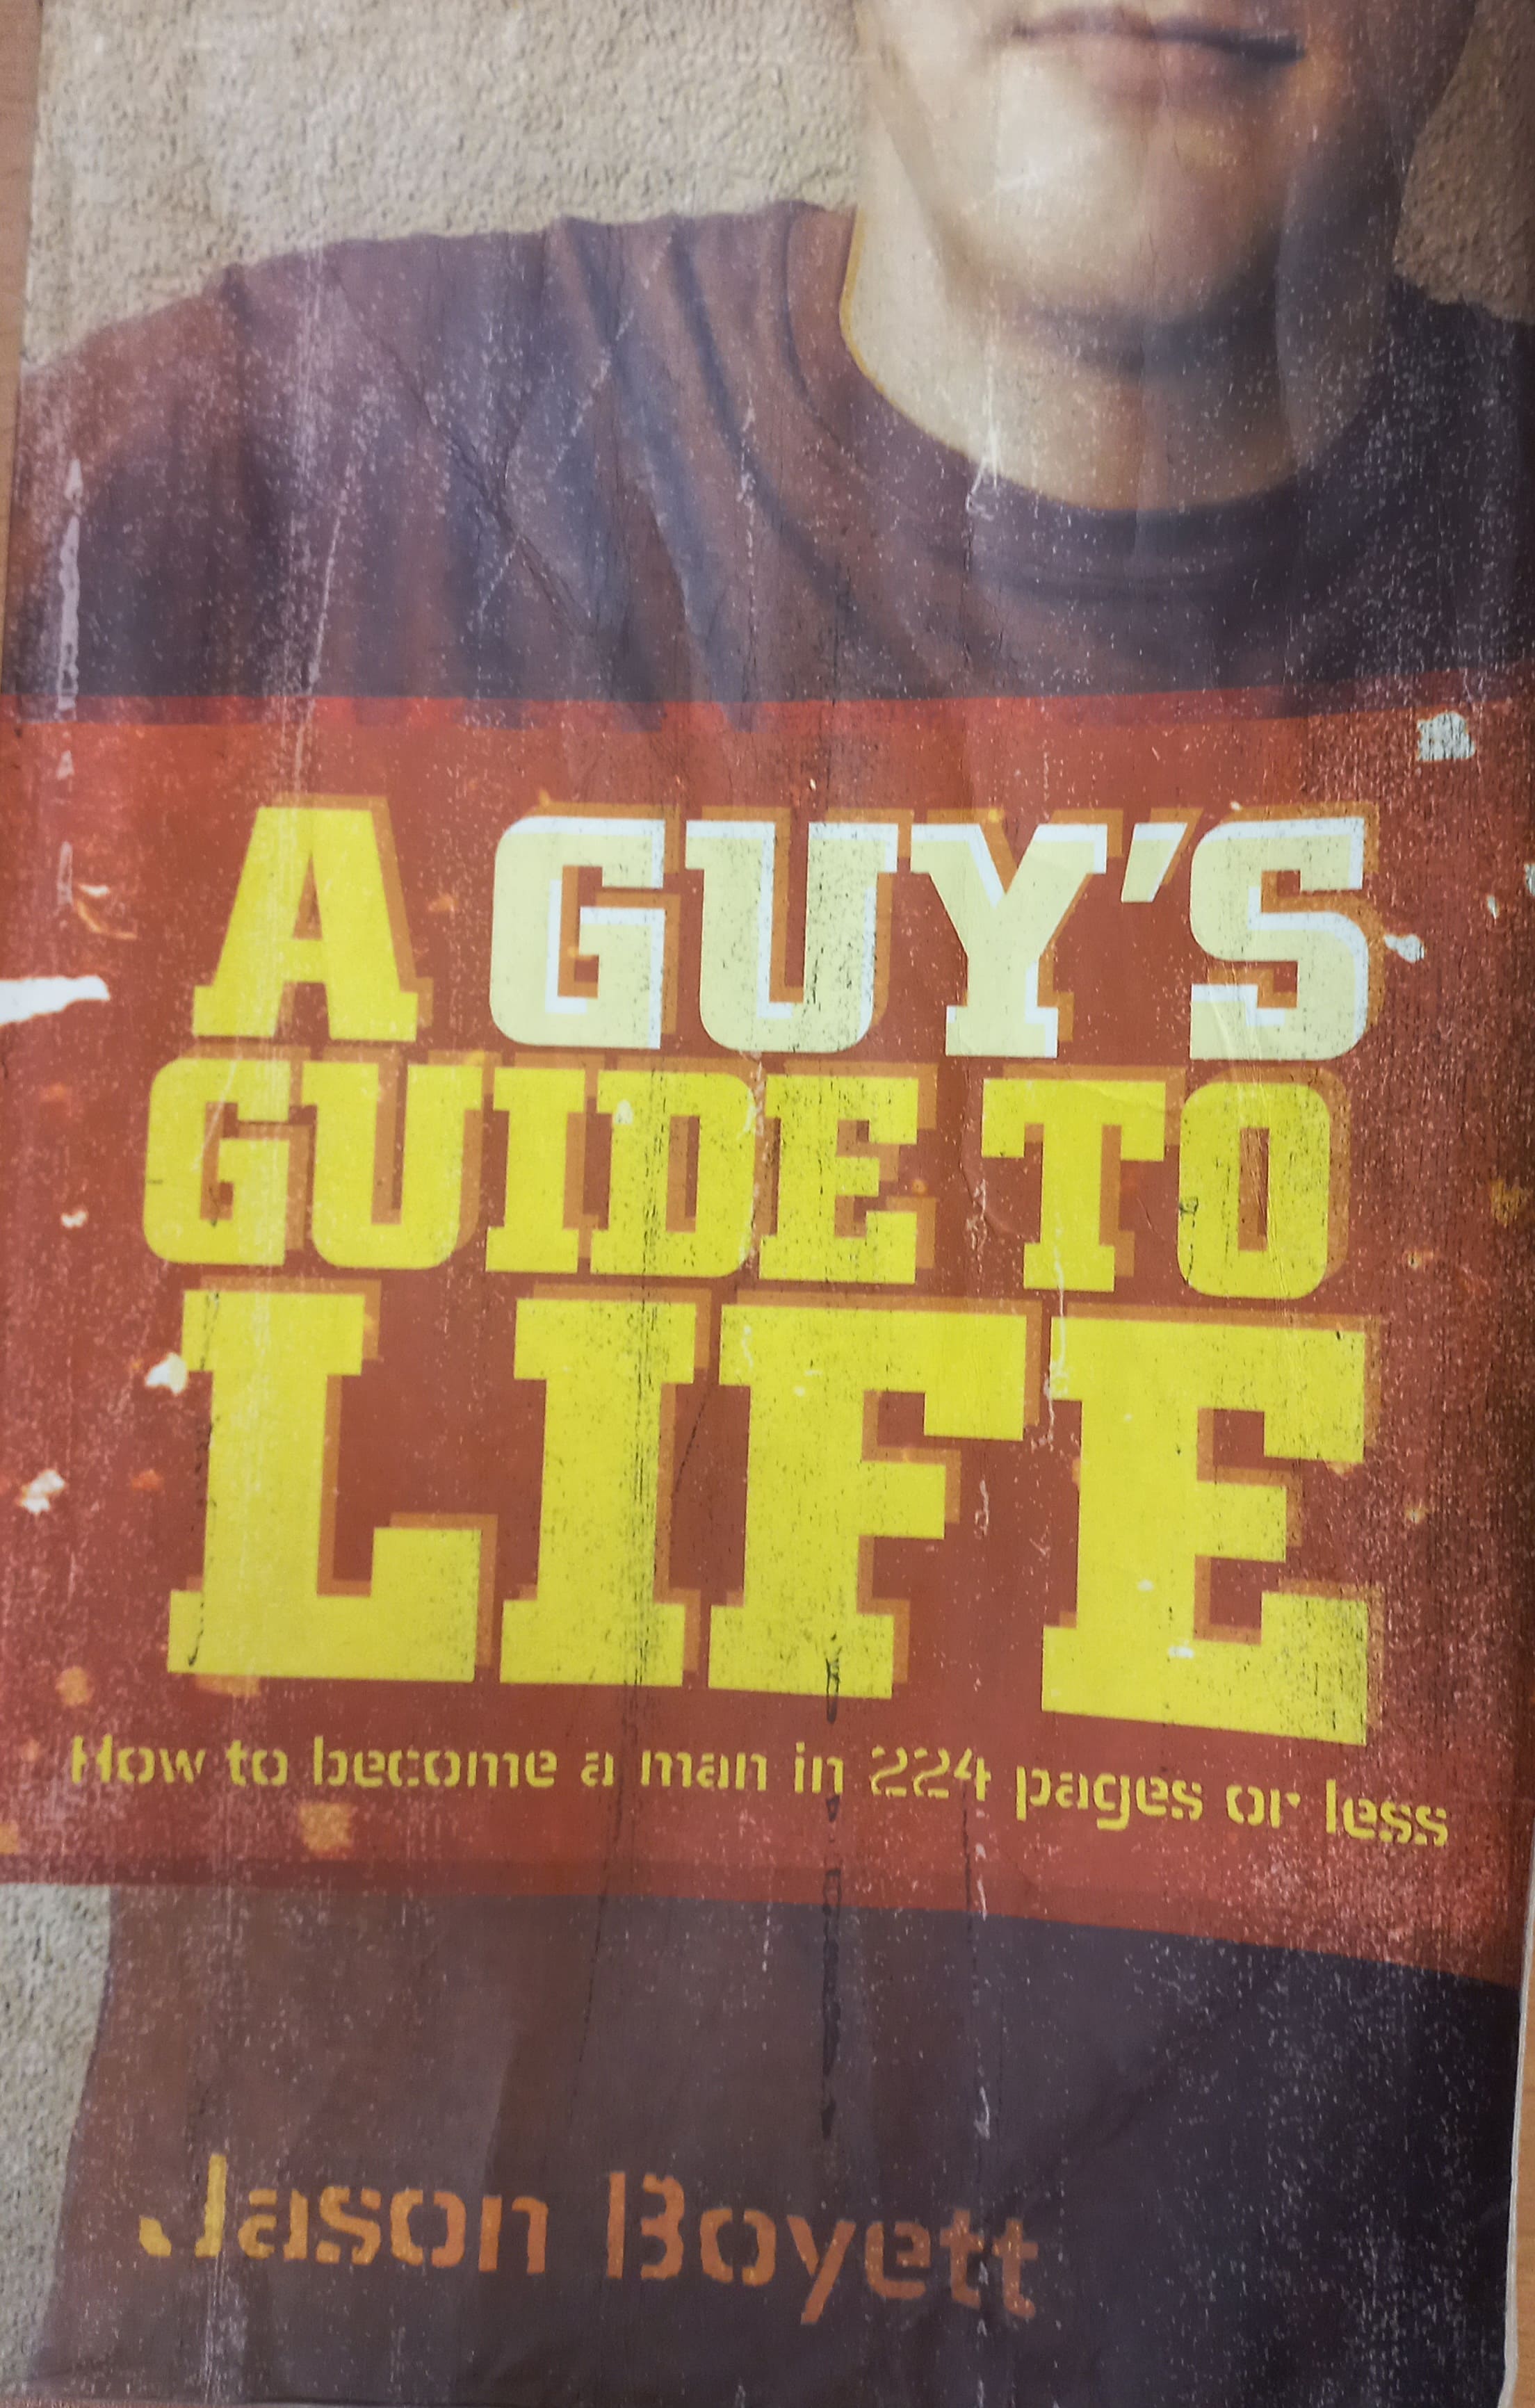 A GUY'S
GUIDE TO
LIFE
How to become a man in 224 pages or less
Jason Boyett